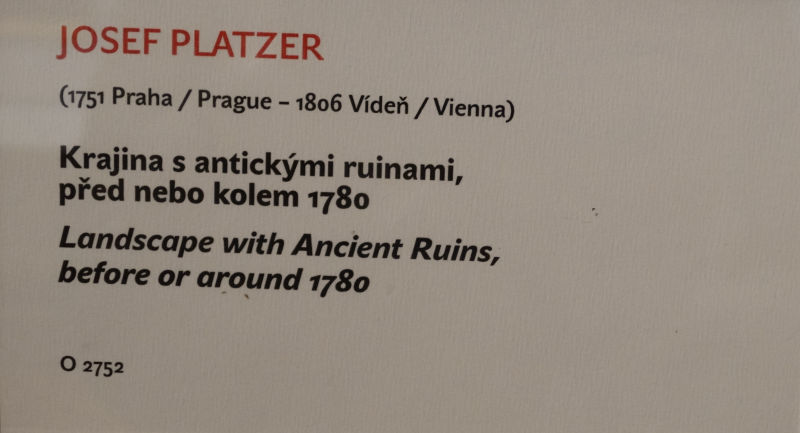 JOSEF PLATZER
(1751 Praha / Prague – 1806 Vídeň / Vienna)
Krajina s antickými ruinami,
před nebo kolem 1780
Landscape with Ancient Ruins,
before or around 1780
O 2752